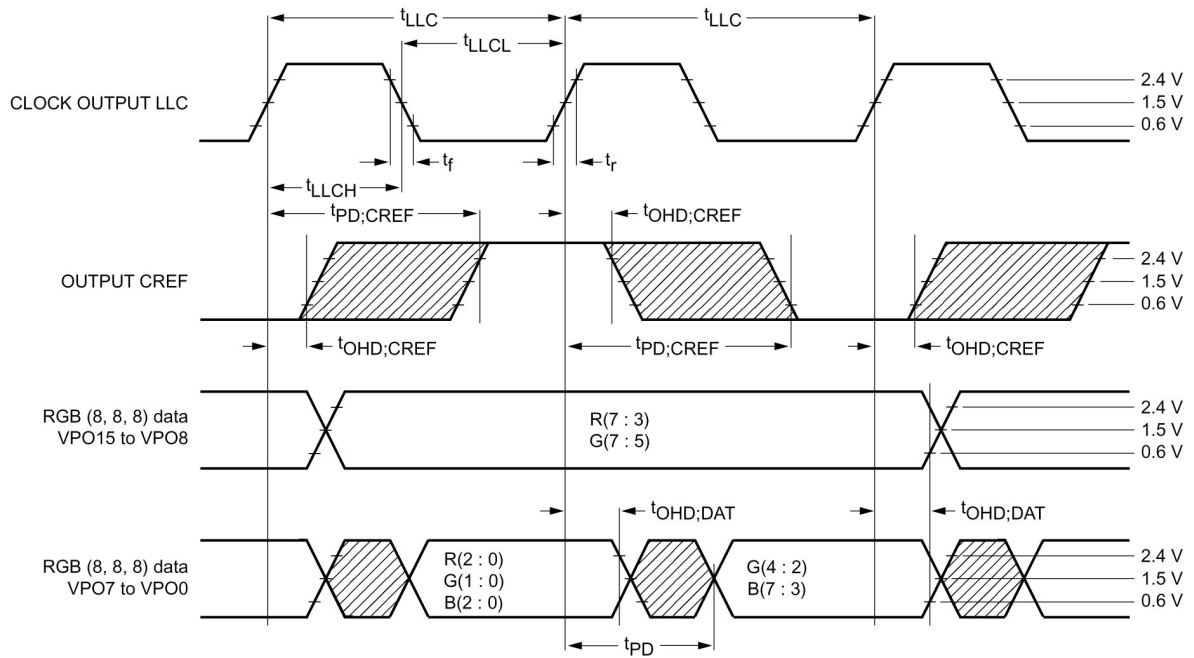 tLLC
tLLC
tLLCL
CLOCK OUTPUT LLC
2.4 V
1.5 V
0.6 V
tf
tr
tLLCH
tPD;CREF
tOHD;CREF
OUTPUT CREF
2.4 V
1.5 V
0.6 V
tOHD;CREF
tPD;CREF
tOHD;CREF
RGB (8, 8, 8) data
VPO15 to VPO8
R(7 : 3)
G(7 : 5)
2.4 V
1.5 V
0.6 V
tOHD;DAT
tOHD;DAT
RGB (8, 8, 8) data
VPO7 to VPO0
R(2 : 0)
G(1 : 0)
B(2 : 0)
G(4 : 2)
B(7 : 3)
2.4 V
1.5 V
0.6 V
tPD